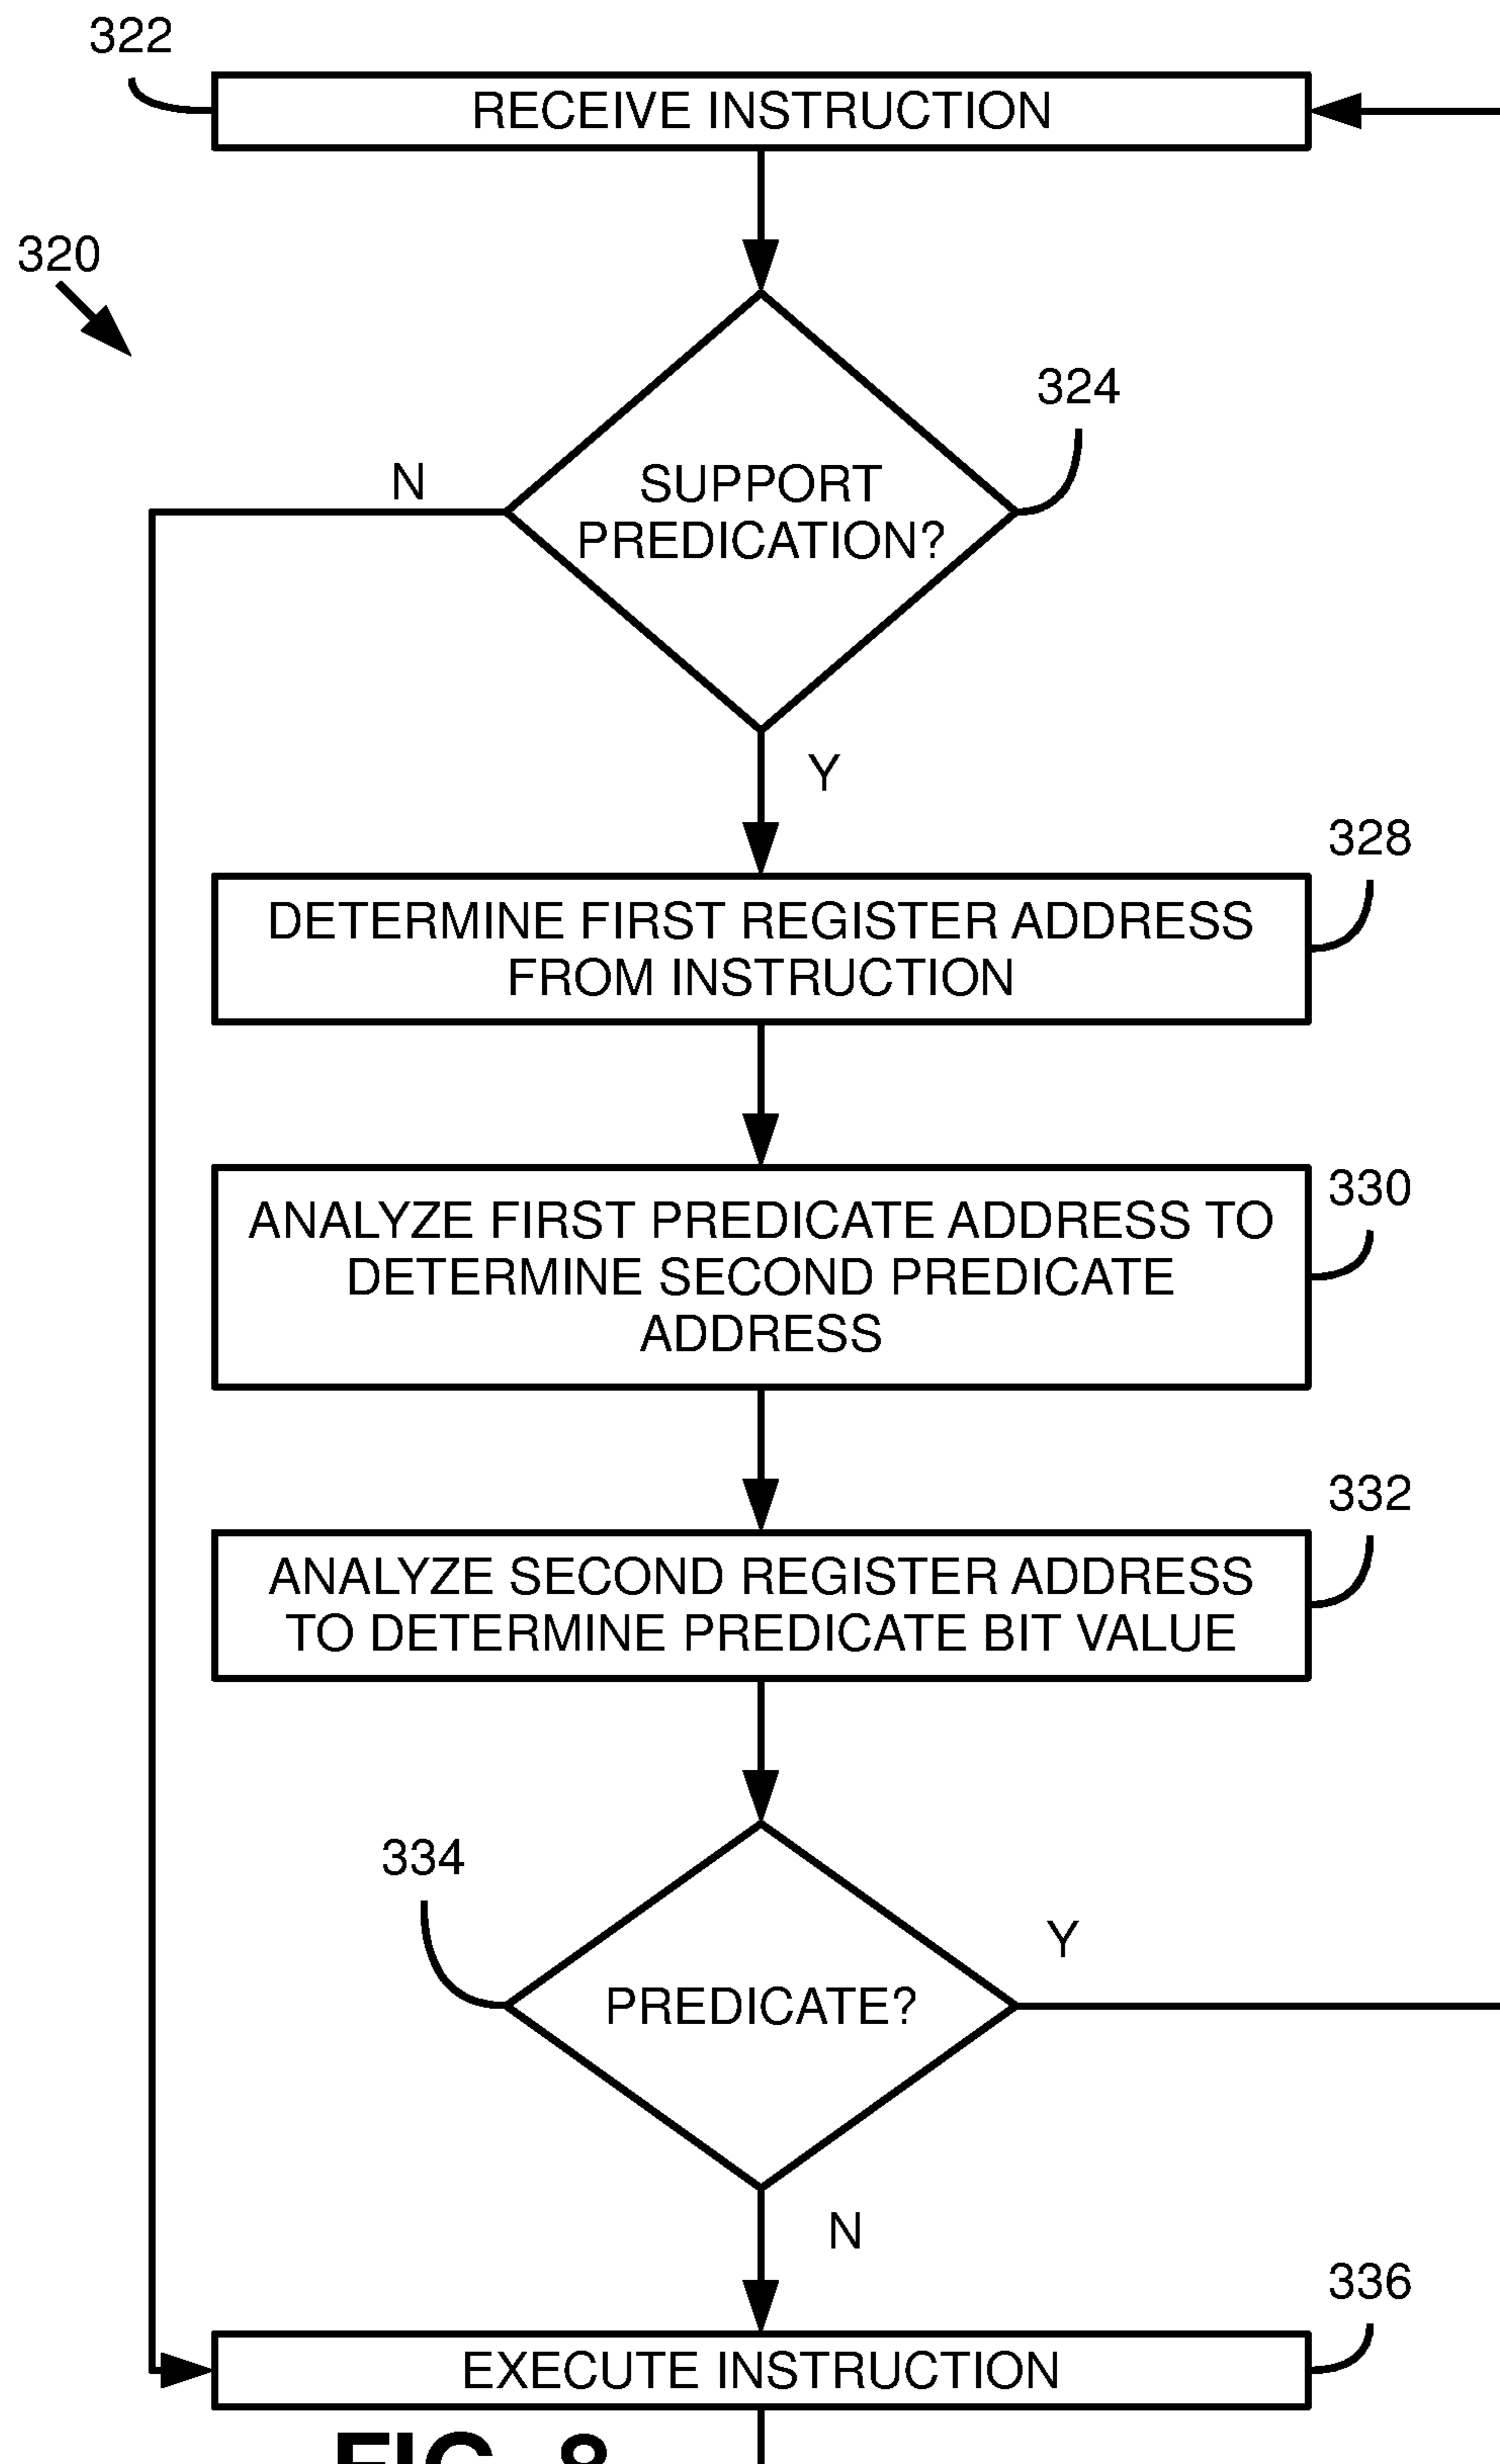 322
RECEIVE INSTRUCTION
320
324
N
SUPPORT
PREDICATION?
Y
328
DETERMINE FIRST REGISTER ADDRESS
FROM INSTRUCTION
330
ANALYZE FIRST PREDICATE ADDRESS TO
DETERMINE SECOND PREDICATE
ADDRESS
332
ANALYZE SECOND REGISTER ADDRESS
TO DETERMINE PREDICATE BIT VALUE
334
Y
PREDICATE?
N
336
EXECUTE INSTRUCTION
FIG. 8